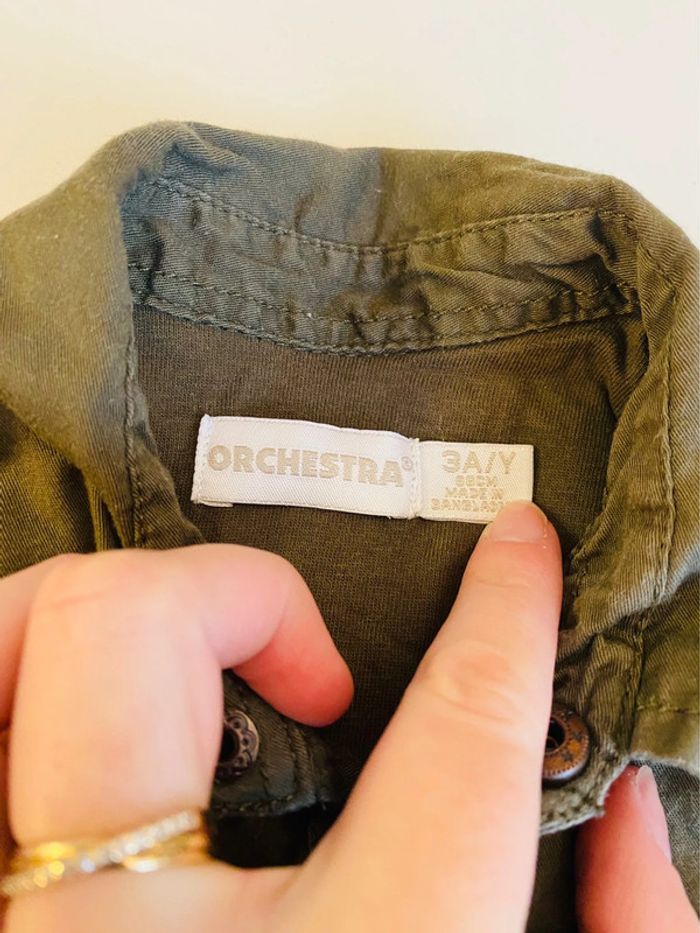 ORCHESTRA®
3A/Y
98CM
MADE IN